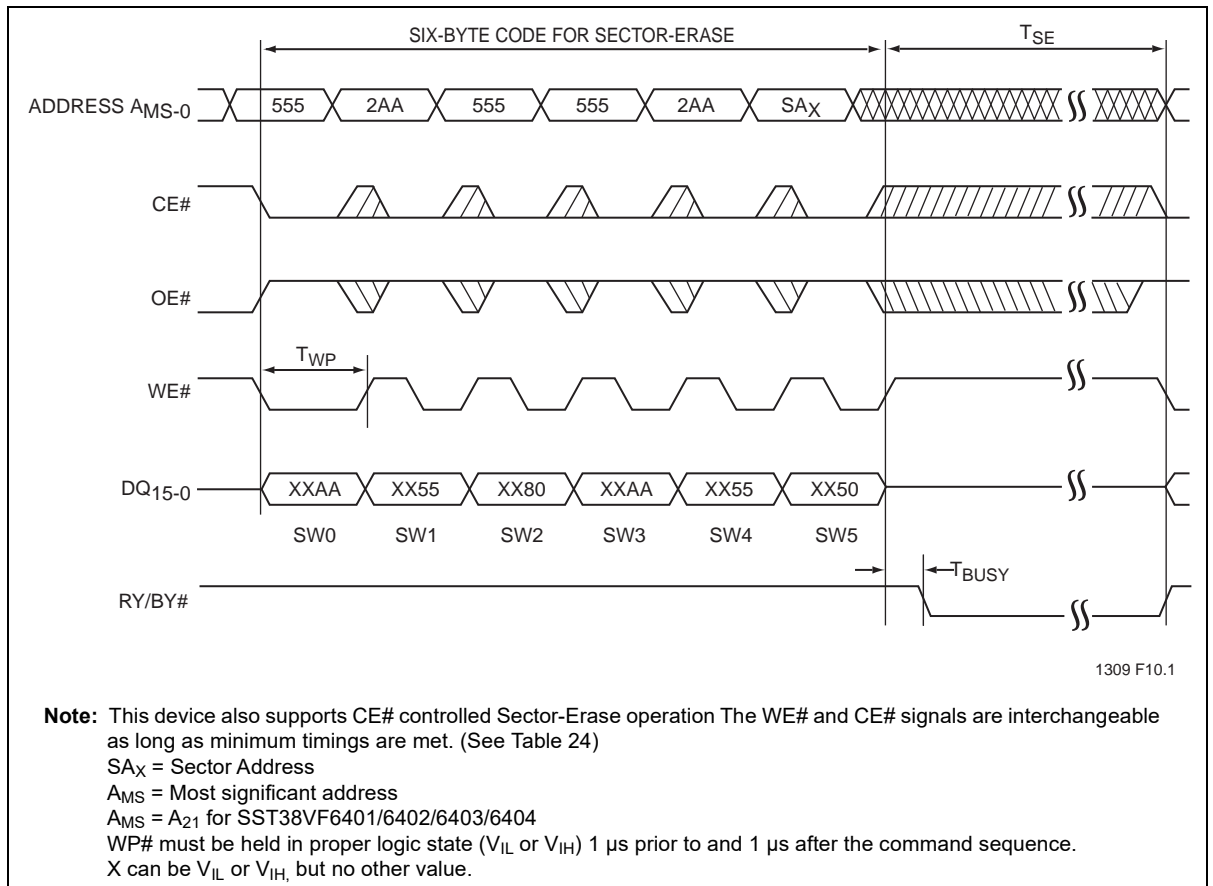 SIX-BYTE CODE FOR SECTOR-ERASE
TSE
ADDRESS AMS-0
555 2AA 555 555 2AA SAX
CE#
OE#
TWP
WE#
DQ15-0
XXAA XX55 XX80 XXAA XX55 XX50
SW0 SW1 SW2 SW3 SW4 SW5
TBUSY
RY/BY#
1309 F10.1
Note: This device also supports CE# controlled Sector-Erase operation The WE# and CE# signals are interchangeable
as long as minimum timings are met. (See Table 24)
SAX = Sector Address
AMS = Most significant address
AMS = A21 for SST38VF6401/6402/6403/6404
WP# must be held in proper logic state (VIL or VIH) 1 µs prior to and 1 µs after the command sequence.
X can be VIL or VIH, but no other value.